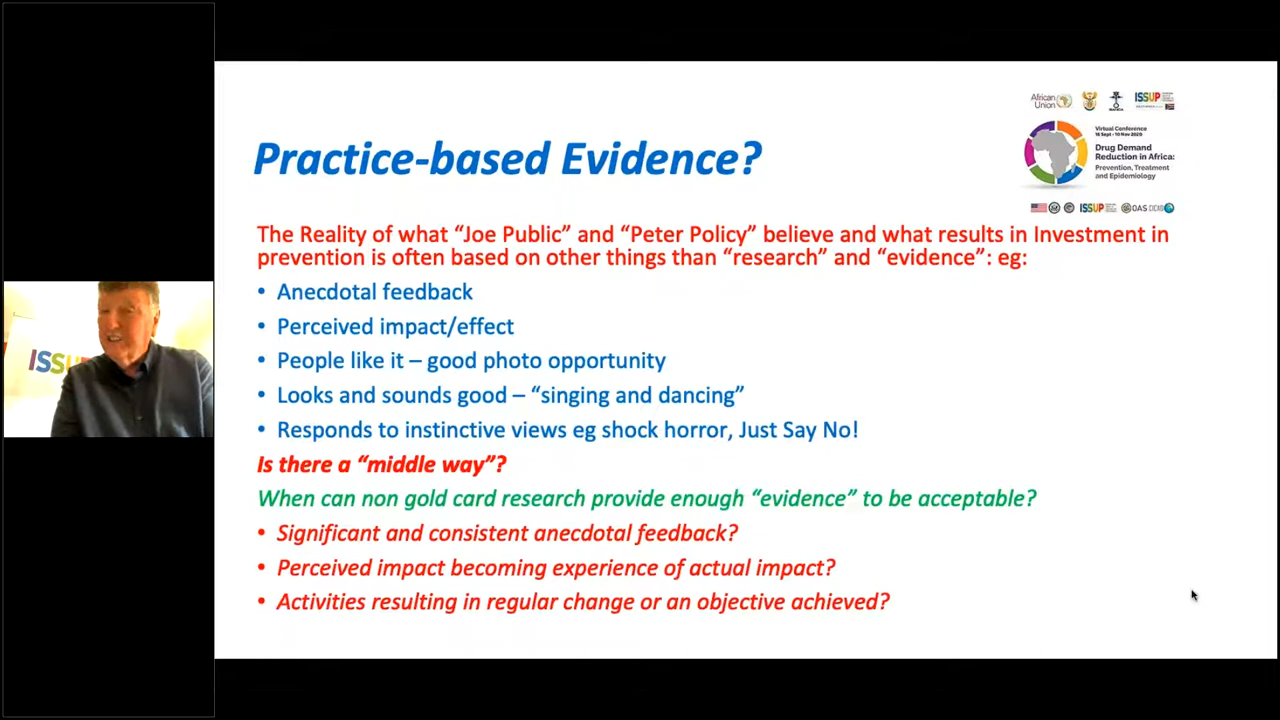 African
Union
ISSUP
Virtual Conference
Drug Demand
Reduction in Africa:
Prevention, Treatment
and Epidemiology
ISSUP
OAS
Practice-based Evidence?
The Reality of what “Joe Public” and “Peter Policy” believe and what results in Investment in
prevention is often based on other things than “research” and “evidence”: eg:
• Anecdotal feedback
• Perceived impact/effect
• People like it – good photo opportunity
• Looks and sounds good – “singing and dancing”
• Responds to instinctive views eg shock horror, Just Say No!
Is there a “middle way”?
When can non gold card research provide enough “evidence” to be acceptable?
• Significant and consistent anecdotal feedback?
• Perceived impact becoming experience of actual impact?
• Activities resulting in regular change or an objective achieved?
ISSUP